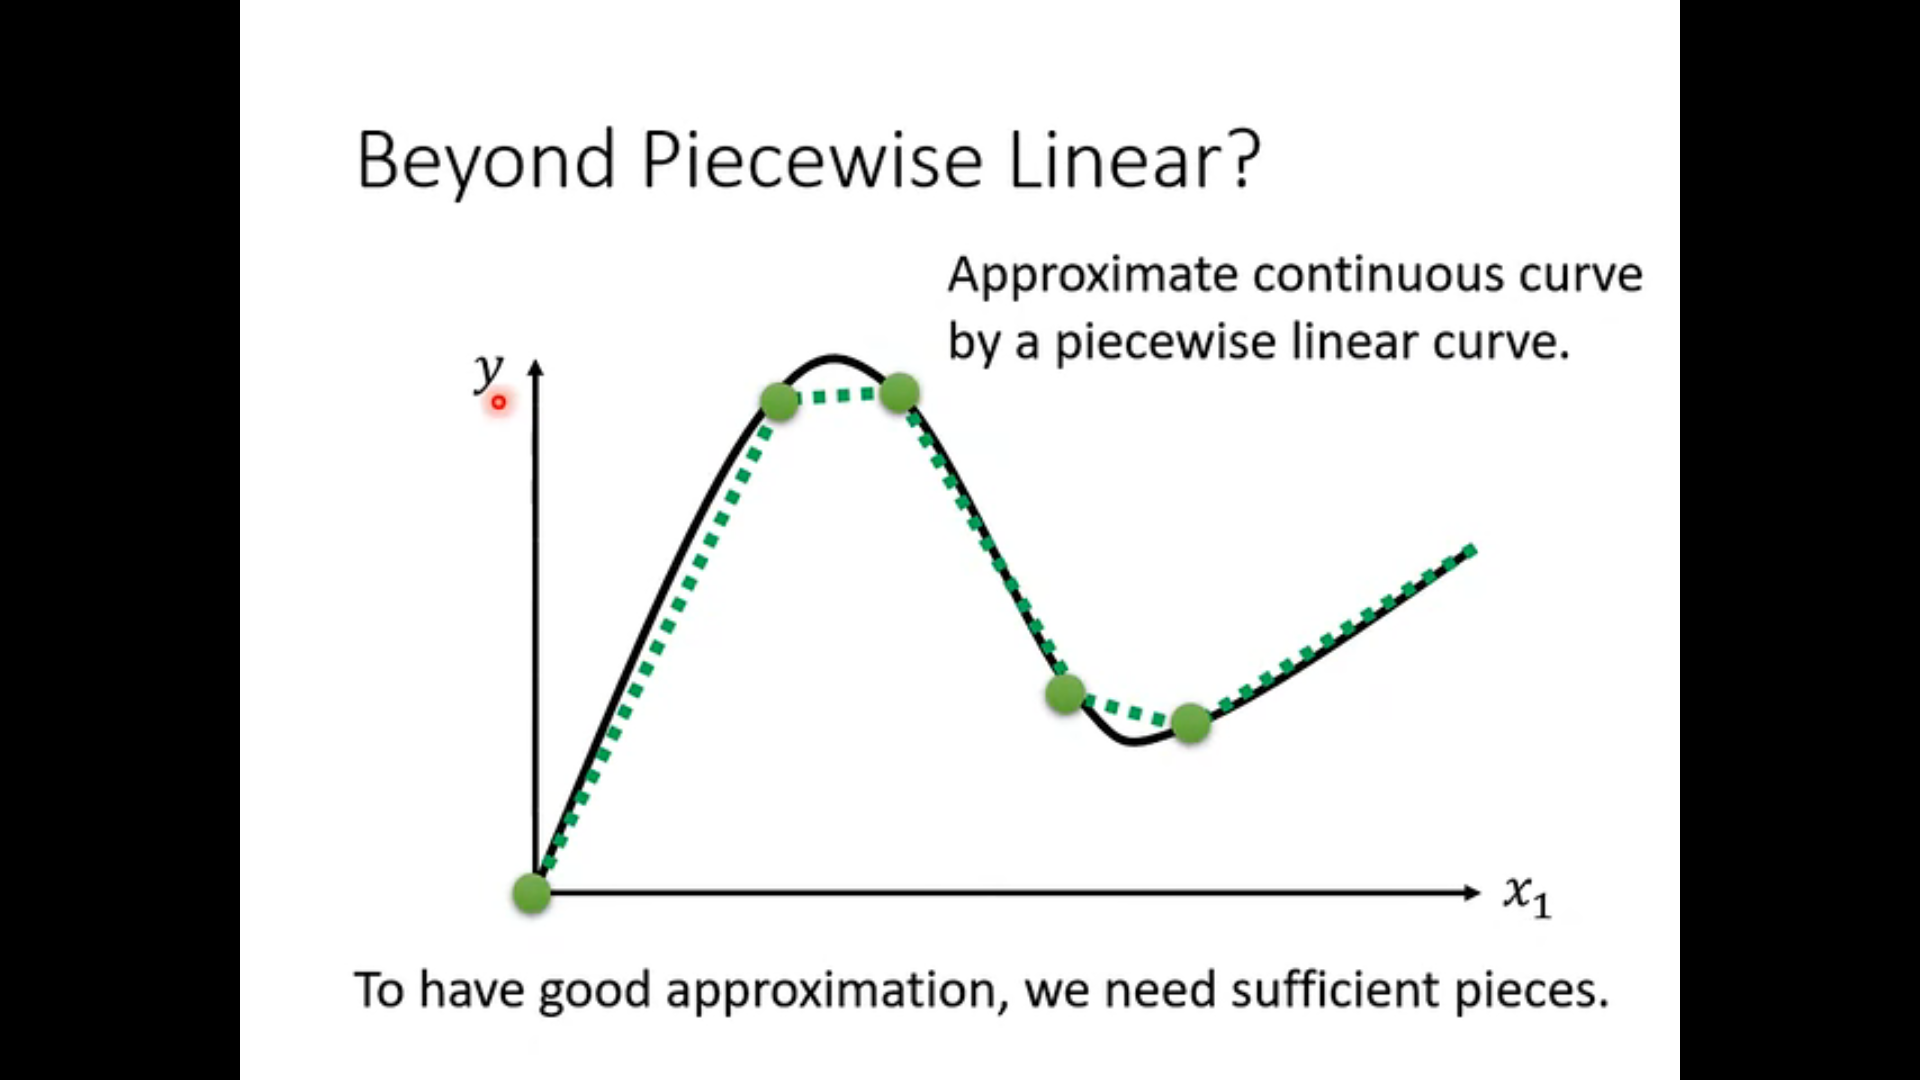 Beyond Piecewise Linear?
Approximate continuous curve
by a piecewise linear curve.
y
x₁
To have good approximation, we need sufficient pieces.